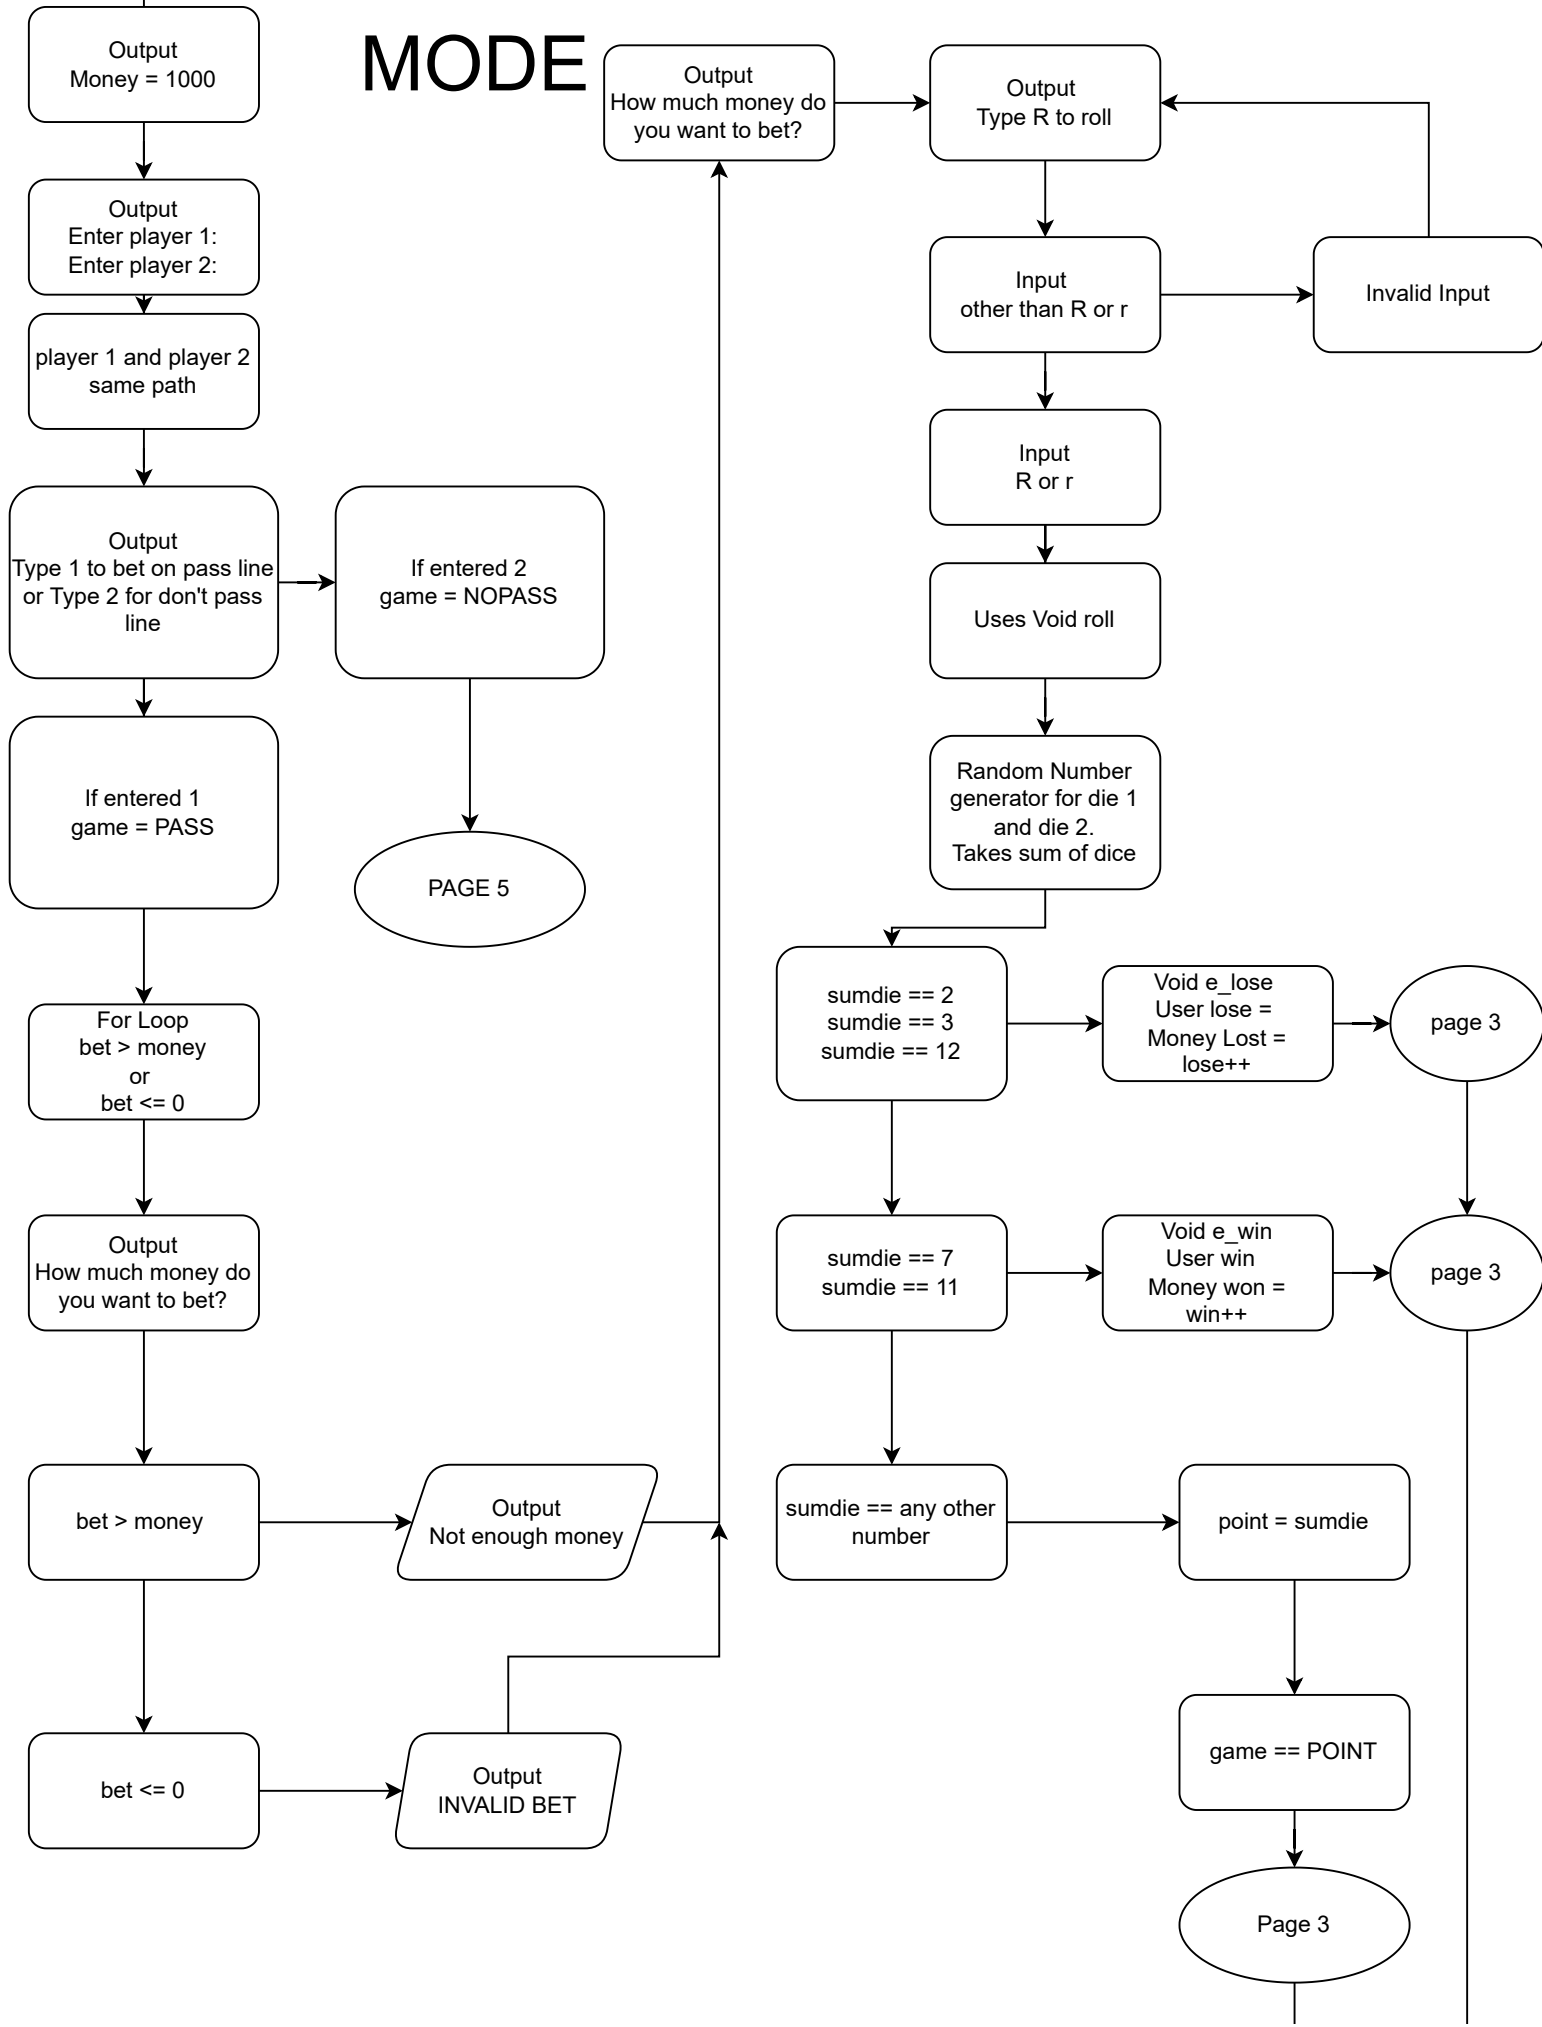 Output
Money = 1000
MODE
Output
How much money do
you want to bet?
Output
Type R to roll
Output
Enter player 1:
Enter player 2:
Input
other than R or r
Invalid Input
player 1 and player 2
same path
Input
R or r
Output
Type 1 to bet on pass line
or Type 2 for don't pass
line
If entered 2
game = NOPASS
Uses Void roll
If entered 1
game = PASS
PAGE 5
Random Number
generator for die 1
and die 2.
Takes sum of dice
For Loop
bet > money
or
bet <= 0
sumdie == 2
sumdie == 3
sumdie == 12
Void e_lose
User lose =
Money Lost =
lose++
page 3
Output
How much money do
you want to bet?
sumdie == 7
sumdie == 11
Void e_win
User win
Money won =
win++
page 3
bet > money
Output
Not enough money
sumdie == any other
number
point = sumdie
bet <= 0
Output
INVALID BET
game == POINT
Page 3